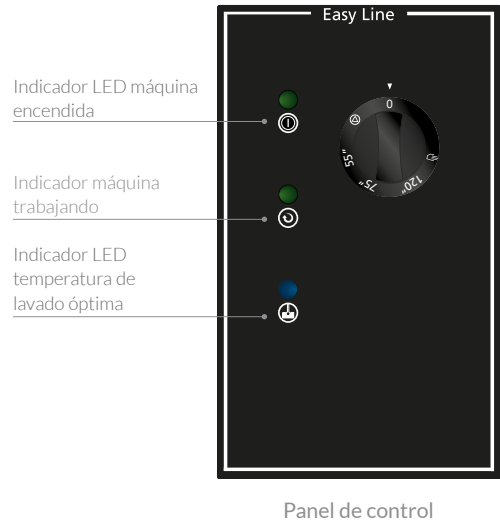 Easy Line
Indicador LED máquina
encendida
0
55"
75"
120"
Indicador máquina
trabajando
Indicador LED
temperatura de
lavado óptima
Panel de control